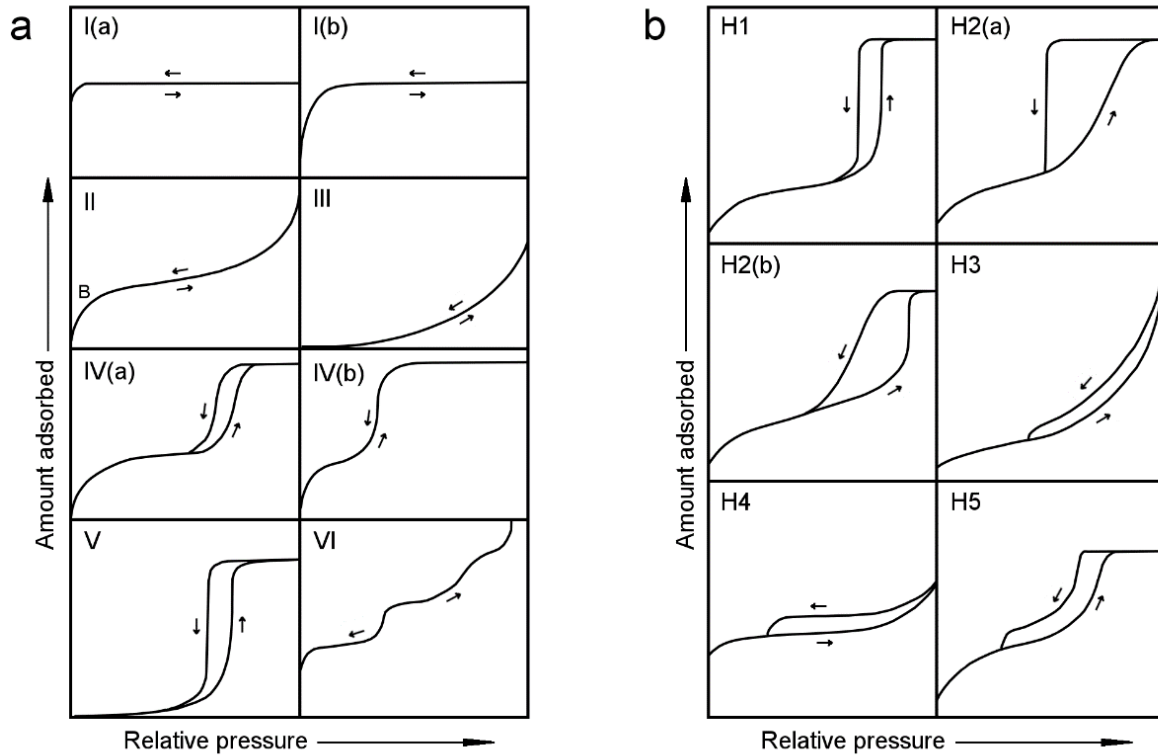 a
I(a)
I(b)
II
B
III
IV(a)
IV(b)
V
VI
Amount adsorbed
Relative pressure
b
H1
H2(a)
H2(b)
H3
H4
H5
Amount adsorbed
Relative pressure